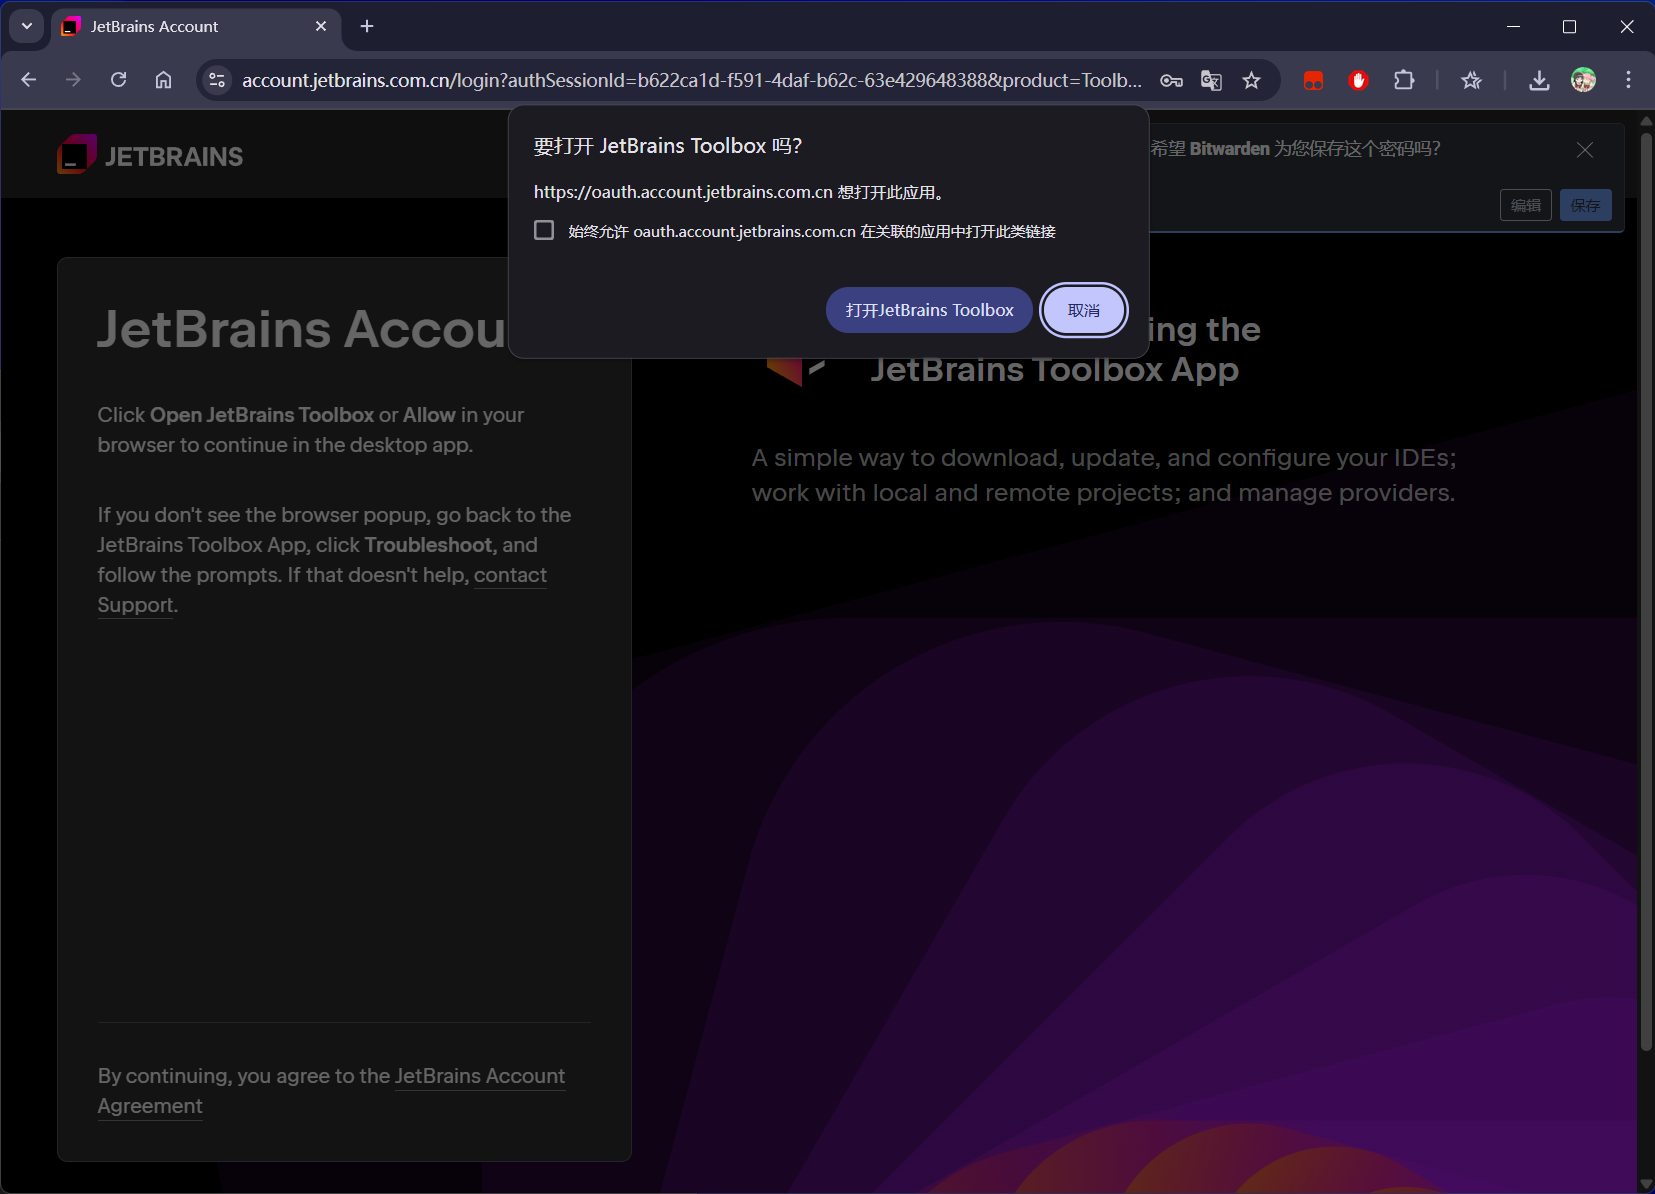 JetBrains Account
account.jetbrains.com.cn/login?authSessionId=b622ca1d-f591-4daf-b62c-63e429648388&product=Toolb...
JETBRAINS
要打开 JetBrains Toolbox 吗?
https://oauth.account.jetbrains.com.cn 想打开此应用。
始终允许 oauth.account.jetbrains.com.cn 在关联的应用中打开此类链接
打开JetBrains Toolbox
取消
希望 Bitwarden 为您保存这个密码吗?
编辑
保存
JetBrains Accou
Click Open JetBrains Toolbox or Allow in your
browser to continue in the desktop app.
If you don't see the browser popup, go back to the
JetBrains Toolbox App, click Troubleshoot, and
follow the prompts. If that doesn't help, contact
Support.
By continuing, you agree to the JetBrains Account
Agreement
ing the
JetBrains Toolbox App
A simple way to download, update, and configure your IDEs;
work with local and remote projects; and manage providers.